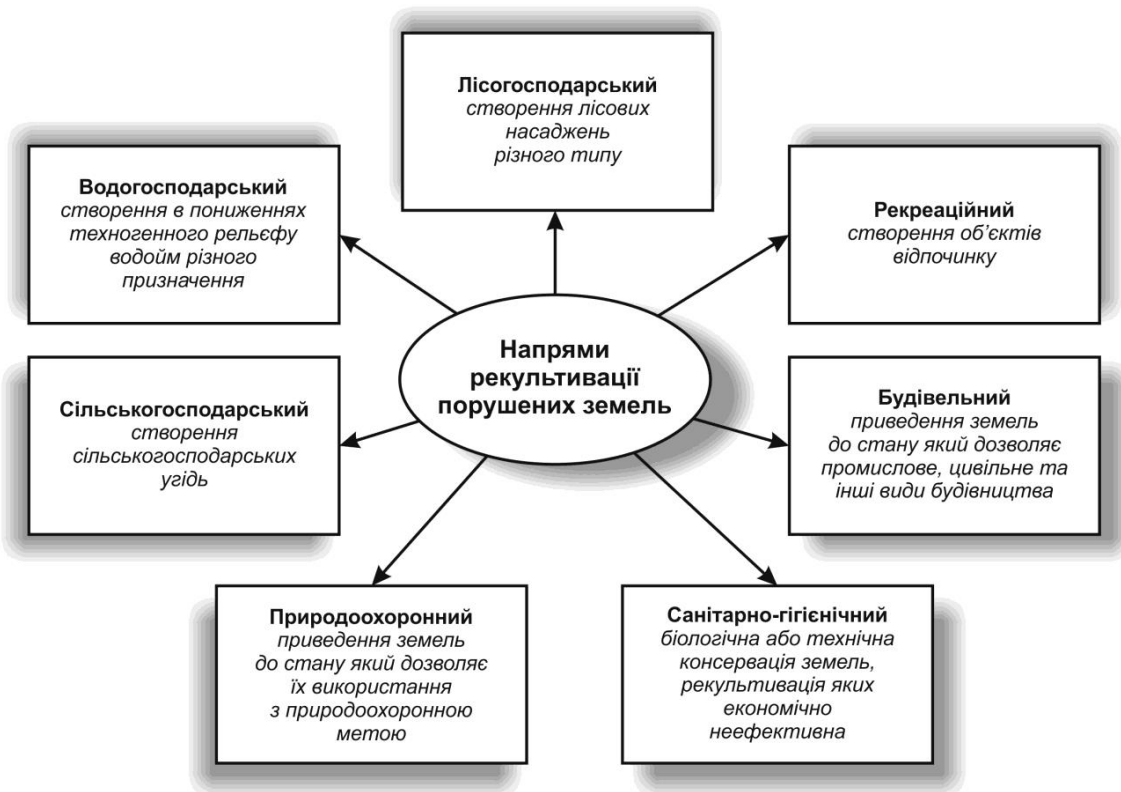 Лісогосподарський
створення лісових
насаджень
різного типу
Водогосподарський
створення в пониженнях
техногенного рельєфу
водойм різного
призначення
Рекреаційний
створення об’єктів
відпочинку
Напрями
рекультивації
порушених земель
Сільськогосподарський
створення
сільськогосподарських
угідь
Будівельний
приведення земель
до стану який дозволяє
промислове, цивільне та
інші види будівництва
Природоохоронний
приведення земель
до стану який дозволяє
їх використання
з природоохоронною
метою
Санітарно-гігієнічний
біологічна або технічна
консервація земель,
рекультивація яких
економічно
неефективна